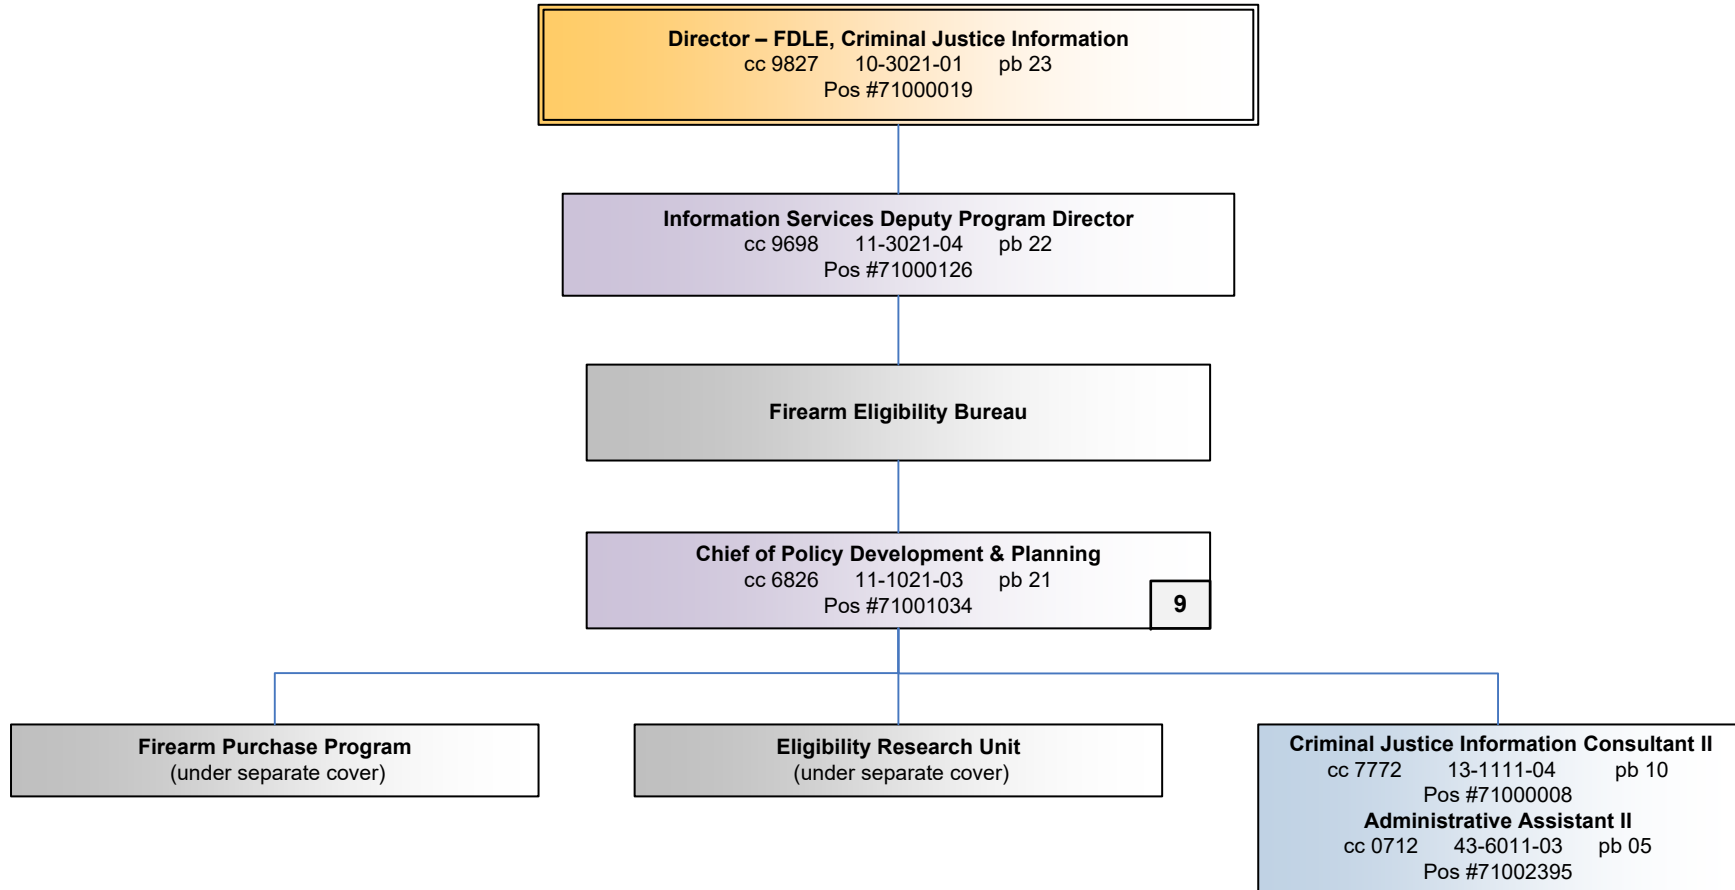 Director – FDLE, Criminal Justice Information
cc 9827 10-3021-01 pb 23
Pos #71000019
Information Services Deputy Program Director
cc 9698 11-3021-04 pb 22
Pos #71000126
Firearm Eligibility Bureau
Chief of Policy Development & Planning
cc 6826 11-1021-03 pb 21
Pos #71001034
9
Firearm Purchase Program
(under separate cover)
Eligibility Research Unit
(under separate cover)
Criminal Justice Information Consultant II
cc 7772 13-1111-04 pb 10
Pos #71000008
Administrative Assistant II
cc 0712 43-6011-03 pb 05
Pos #71002395